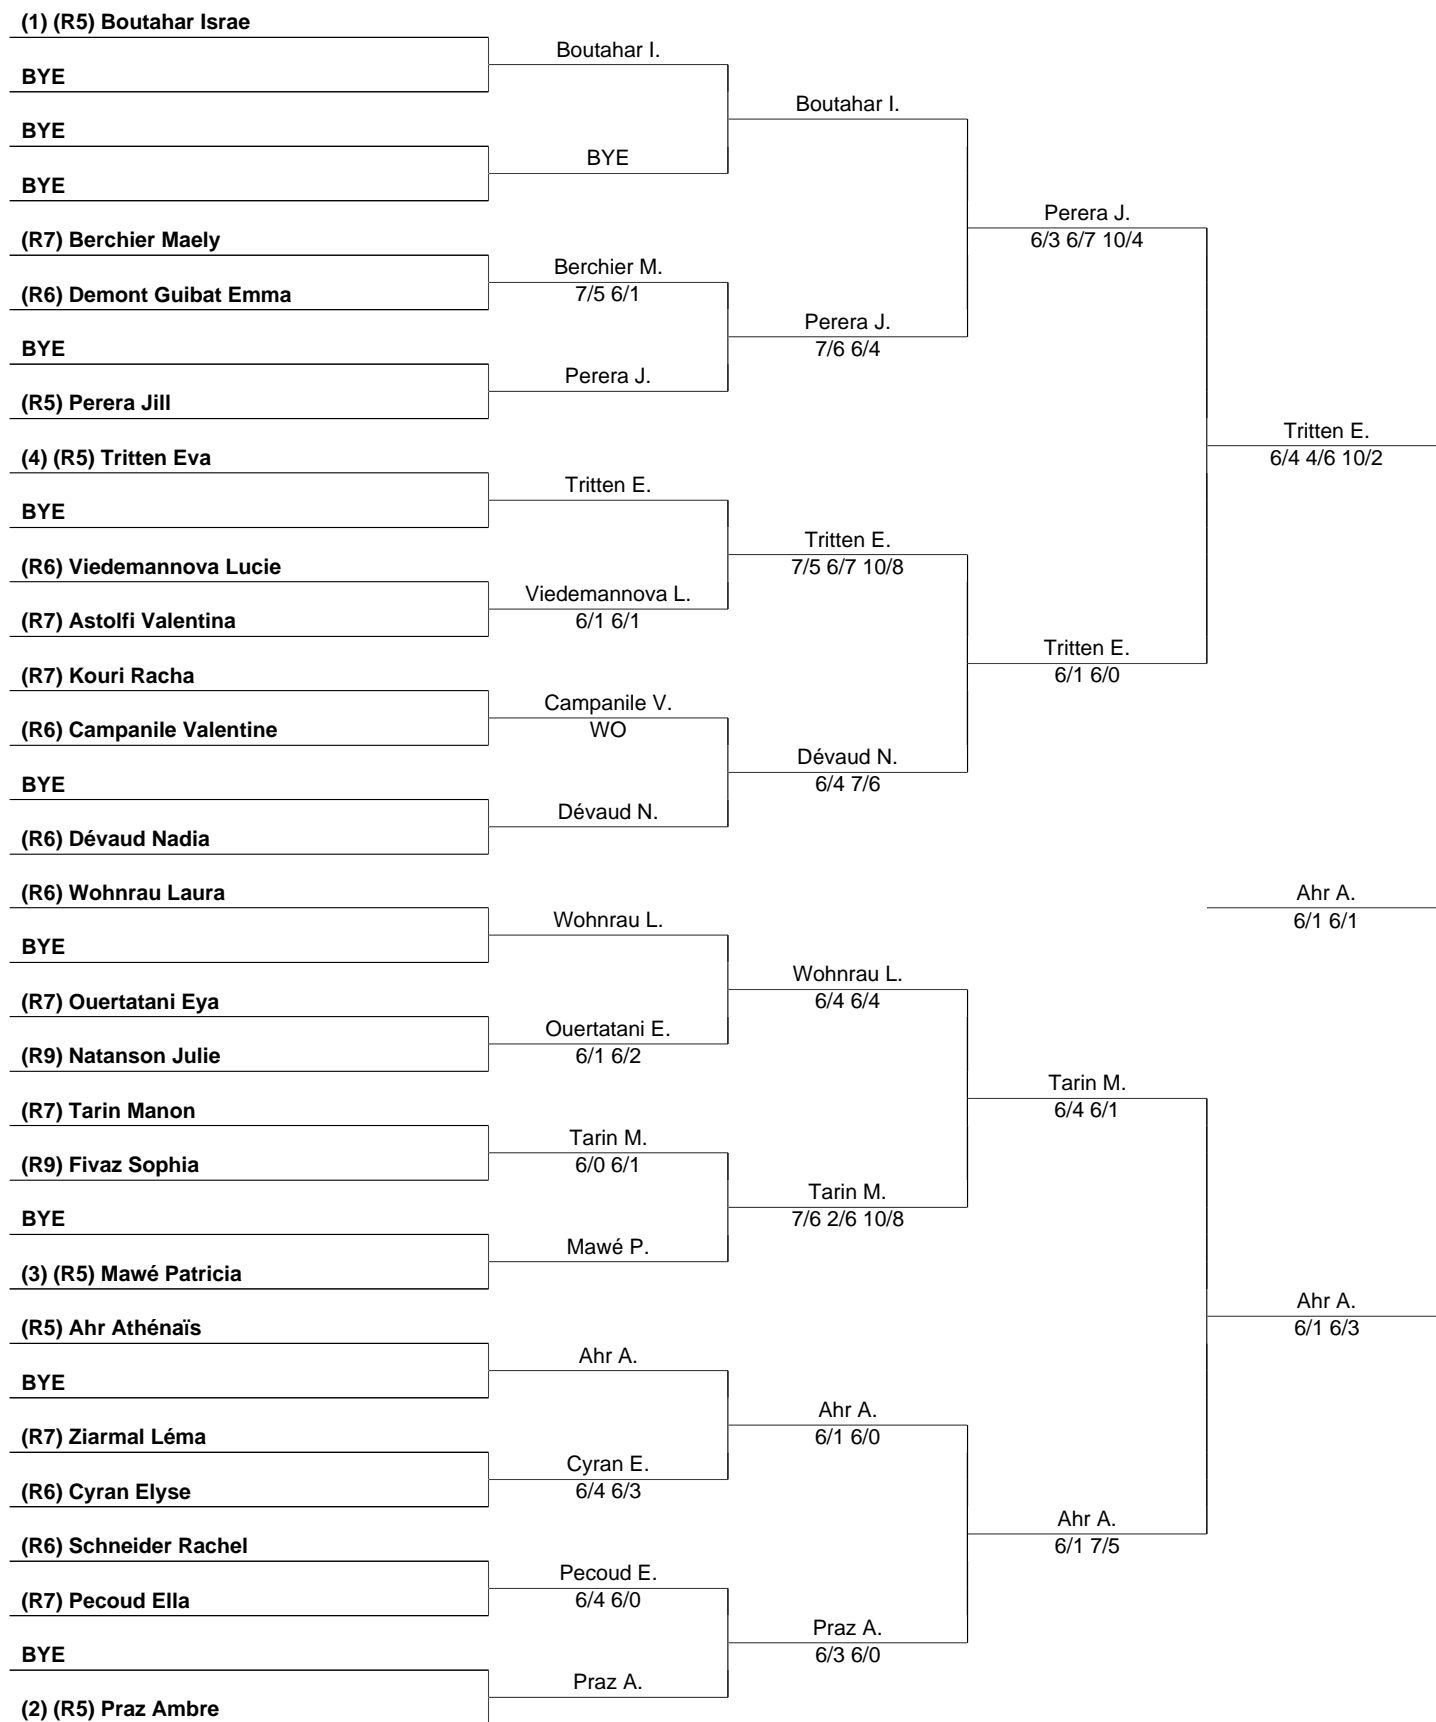 (1) (R5) Boutahar Israe
BYE
BYE
BYE
(R7) Berchier Maely
(R6) Demont Guibat Emma
BYE
(R5) Perera Jill
(4) (R5) Tritten Eva
BYE
(R6) Viedemannova Lucie
(R7) Astolfi Valentina
(R7) Kouri Racha
(R6) Campanile Valentine
BYE
(R6) Dévaud Nadia
(R6) Wohnrau Laura
BYE
(R7) Ouertatani Eya
(R9) Natanson Julie
(R7) Tarin Manon
(R9) Fivaz Sophia
BYE
(3) (R5) Mawé Patricia
(R5) Ahr Athénaïs
BYE
(R7) Ziarmal Léma
(R6) Cyran Elyse
(R6) Schneider Rachel
(R7) Pecoud Ella
BYE
(2) (R5) Praz Ambre
Boutahar I.
BYE
Berchier M.
7/5 6/1
Perera J.
Tritten E.
Viedemannova L.
6/1 6/1
Campanile V.
WO
Dévaud N.
Wohnrau L.
Ouertatani E.
6/1 6/2
Tarin M.
6/0 6/1
Mawé P.
Ahr A.
Cyran E.
6/4 6/3
Pecoud E.
6/4 6/0
Praz A.
Boutahar I.
Perera J.
7/6 6/4
Tritten E.
7/5 6/7 10/8
Dévaud N.
6/4 7/6
Wohnrau L.
6/4 6/4
Tarin M.
7/6 2/6 10/8
Ahr A.
6/1 6/0
Praz A.
6/3 6/0
Perera J.
6/3 6/7 10/4
Tritten E.
6/1 6/0
Tarin M.
6/4 6/1
Ahr A.
6/1 7/5
Tritten E.
6/4 4/6 10/2
Ahr A.
6/1 6/1
Ahr A.
6/1 6/3